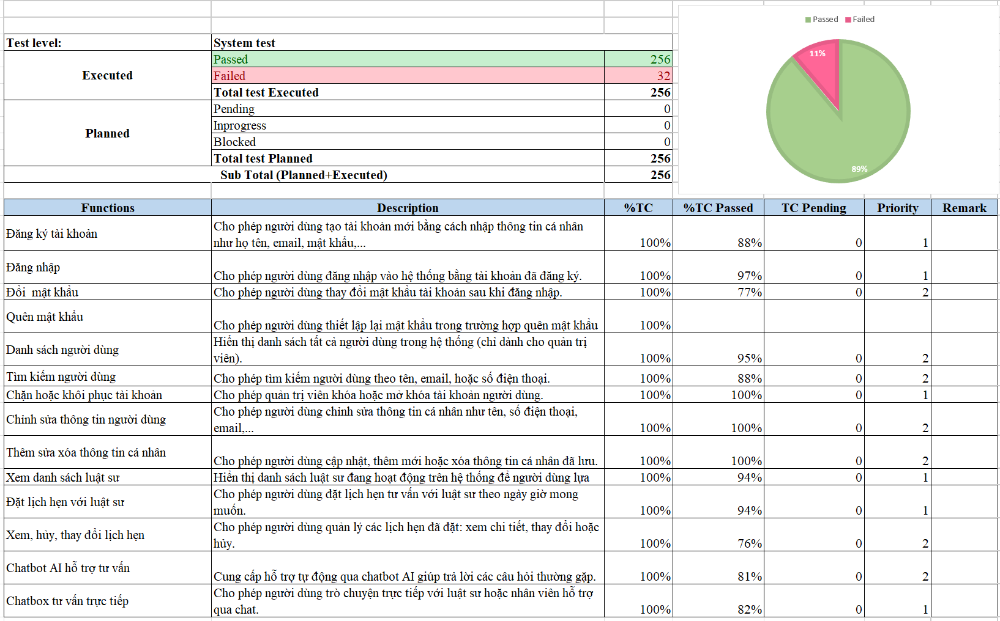 Passed Failed
11%
89%
Test level: System test
Executed
Passed 256
Failed 32
Total test Executed 256
Planned
Pending 0
Inprogress 0
Blocked 0
Total test Planned 256
Sub Total (Planned+Executed) 256
Functions Description %TC %TC Passed TC Pending Priority Remark
Đăng ký tài khoản
Cho phép người dùng tạo tài khoản mới bằng cách nhập thông tin cá nhân
như họ tên, email, mật khẩu,... 100% 88% 0 1
Đăng nhập
Cho phép người dùng đăng nhập vào hệ thống bằng tài khoản đã đăng ký. 100% 97% 0 1
Đổi  mật khẩu Cho phép người dùng thay đổi mật khẩu tài khoản sau khi đăng nhập. 100% 77% 0 2
Quên mật khẩu
Cho phép người dùng thiết lập lại mật khẩu trong trường hợp quên mật khẩu 100%
Danh sách người dùng
Hiển thị danh sách tất cả người dùng trong hệ thống (chỉ dành cho quản trị
viên). 100% 95% 0 2
Tìm kiếm người dùng Cho phép tìm kiếm người dùng theo tên, email, hoặc số điện thoại. 100% 88% 0 2
Chặn hoặc khôi phục tài khoản Cho phép quản trị viên khóa hoặc mở khóa tài khoản người dùng. 100% 100% 0 1
Chỉnh sửa thông tin người dùng
Cho phép người dùng chỉnh sửa thông tin cá nhân như tên, số điện thoại,
email,... 100% 100% 0 2
Thêm sửa xóa thông tin cá nhân
Cho phép người dùng cập nhật, thêm mới hoặc xóa thông tin cá nhân đã lưu. 100% 100% 0 2
Xem danh sách luật sư Hiển thị danh sách luật sư đang hoạt động trên hệ thống để người dùng lựa 100% 94% 0 1
Đặt lịch hẹn với luật sư
Cho phép người dùng đặt lịch hẹn tư vấn với luật sư theo ngày giờ mong
muốn. 100% 94% 0 1
Xem, hủy, thay đổi lịch hẹn
Cho phép người dùng quản lý các lịch hẹn đã đặt: xem chi tiết, thay đổi hoặc
hủy. 100% 76% 0 2
Chatbot AI hỗ trợ tư vấn
Cung cấp hỗ trợ tự động qua chatbot AI giúp trả lời các câu hỏi thường gặp. 100% 81% 0 2
Chatbox tư vấn trực tiếp
Cho phép người dùng trò chuyện trực tiếp với luật sư hoặc nhân viên hỗ trợ
qua chat. 100% 82% 0 1